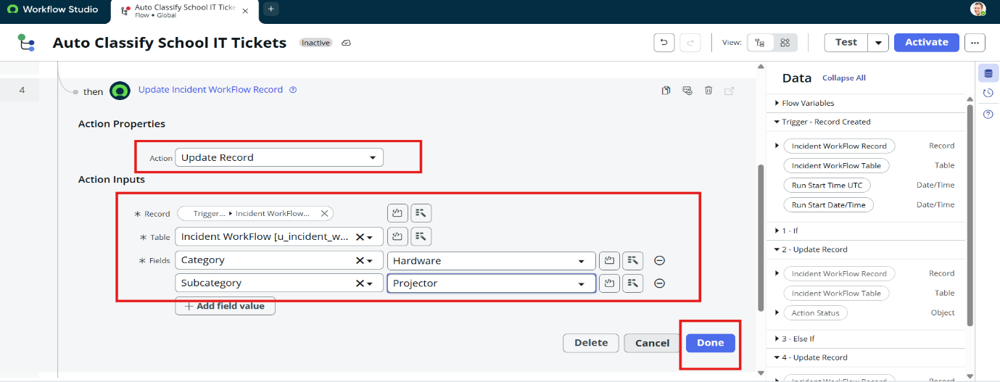 Workflow Studio
Auto Classify School IT Ticke
Flow • Global
Auto Classify School IT Tickets
Inactive
View:
Test
Activate
4
then
Update Incident WorkFlow Record
Action Properties
Action
Update Record
Action Inputs
* Record
Trigger... ▸ Incident WorkFlow...
* Table
Incident WorkFlow [u_incident_w...
* Fields
Category
Hardware
Subcategory
Projector
+ Add field value
Delete
Cancel
Done
Data
Collapse All
Flow Variables
Trigger - Record Created
Incident WorkFlow Record Record
Incident WorkFlow Table Table
Run Start Time UTC Date/Time
Run Start Date/Time Date/Time
1 - If
2 - Update Record
Incident WorkFlow Record Record
Incident WorkFlow Table Table
Action Status Object
3 - Else If
4 - Update Record
Incident WorkFlow Record Record